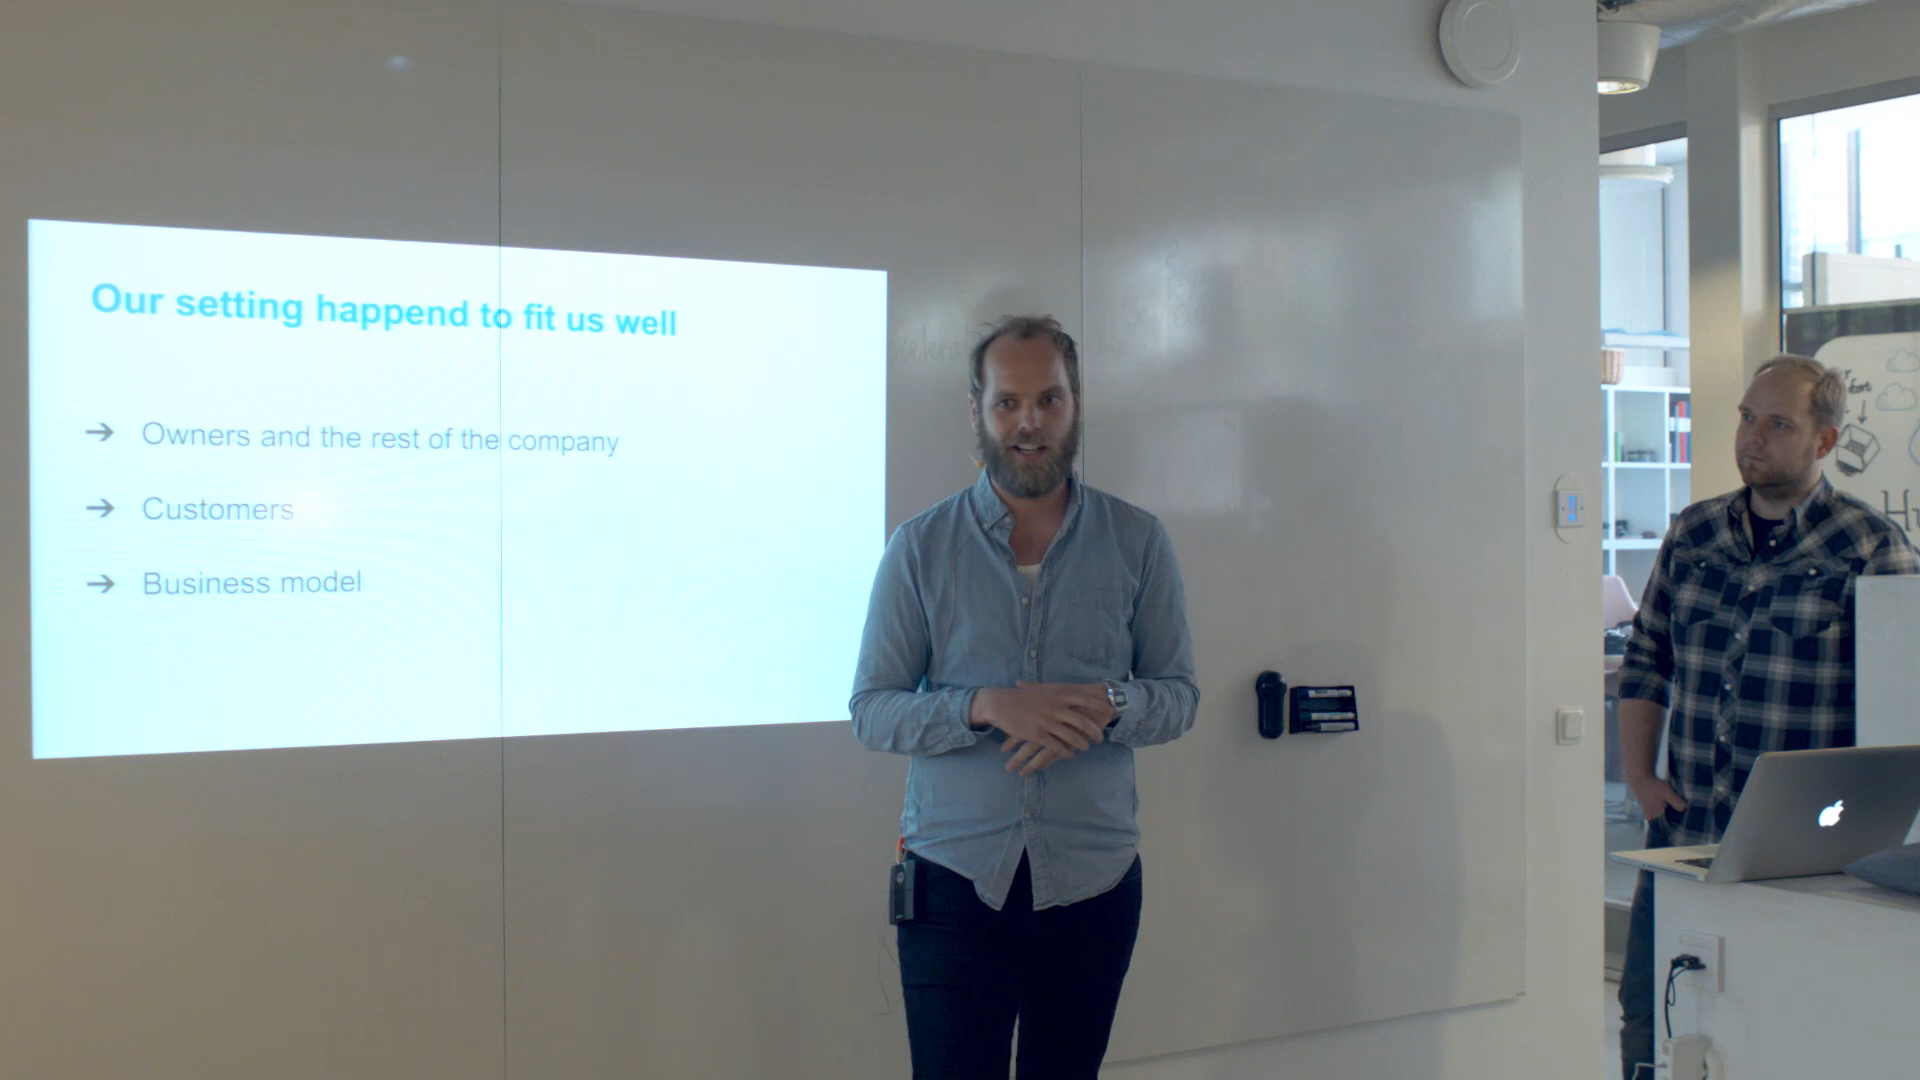 Our setting happend to fit us well
→ Owners and the rest of the company
→ Customers
→ Business model